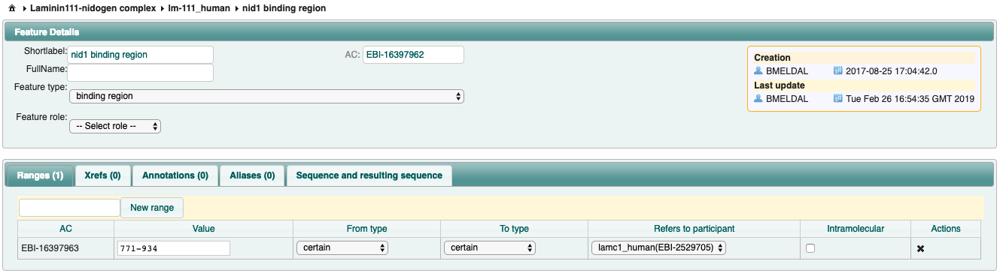 Laminin111-nidogen complex lm-111_human nid1 binding region
Feature Details
Shortlabel: nid1 binding region AC: EBI-16397962
FullName:
Feature type: binding region
Feature role: -- Select role --
Creation
BMELDAL 2017-08-25 17:04:42.0
Last update
BMELDAL Tue Feb 26 16:54:35 GMT 2019
Ranges (1) Xrefs (0) Annotations (0) Aliases (0) Sequence and resulting sequence
New range
AC Value From type To type Refers to participant Intramolecular Actions
EBI-16397963 771-934 certain certain lamc1_human(EBI-2529705)